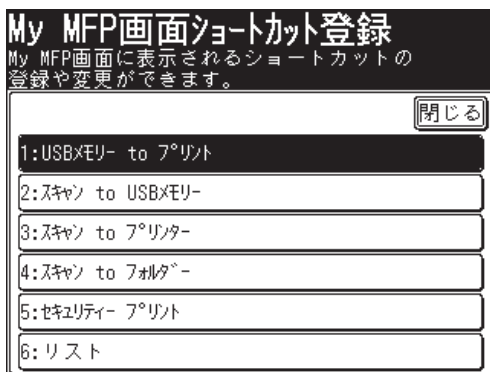 My MFP画面ｼｮｰﾄｶｯﾄ登録
My MFP画面に表示されるショートカットの
登録や変更ができます。
閉じる
1:USBﾒﾓﾘｰ to ﾌﾟﾘﾝﾄ
2:ｽｷｬﾝ to USBﾒﾓﾘｰ
3:ｽｷｬﾝ to ﾌﾟﾘﾝﾀｰ
4:ｽｷｬﾝ to ﾌｫﾙﾀﾞｰ
5:ｾｷｭﾘﾃｨｰ ﾌﾟﾘﾝﾄ
6:リスト